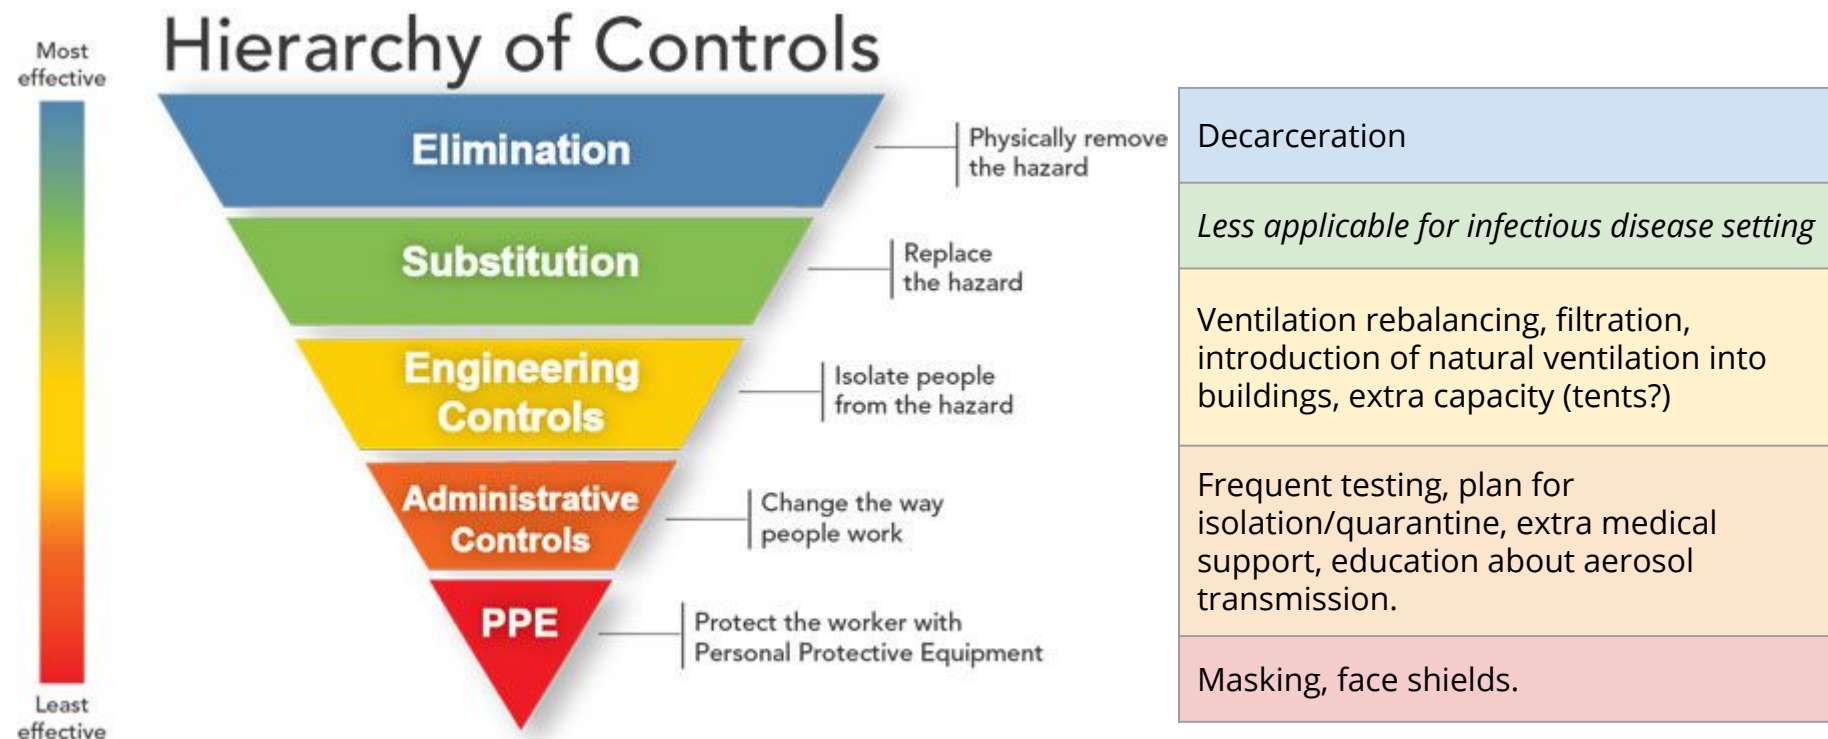 Hierarchy of Controls
Most
effective
Elimination
Physically remove
the hazard
Decarceration
Substitution
Replace
the hazard
Less applicable for infectious disease setting
Engineering
Controls
Isolate people
from the hazard
Ventilation rebalancing, filtration,
introduction of natural ventilation into
buildings, extra capacity (tents?)
Administrative
Controls
Change the way
people work
Frequent testing, plan for
isolation/quarantine, extra medical
support, education about aerosol
transmission.
PPE
Protect the worker with
Personal Protective Equipment
Masking, face shields.
Least
effective